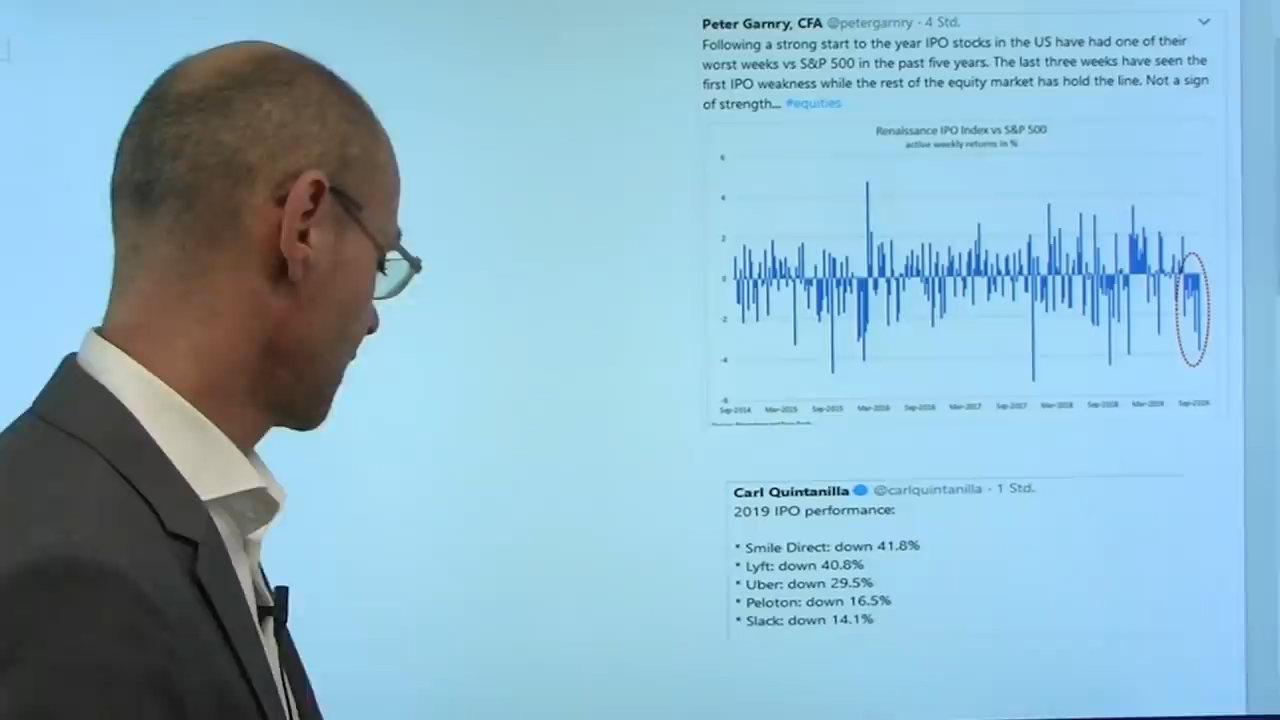 Peter Garnry, CFA @petergarnry · 4 Std.
Following a strong start to the year IPO stocks in the US have had one of their
worst weeks vs S&P 500 in the past five years. The last three weeks have seen the
first IPO weakness while the rest of the equity market has hold the line. Not a sign
of strength... #equities
Renaissance IPO Index vs S&P 500
active weekly returns in %
6
4
2
0
-2
-4
-6
Sep-2014 Mar-2015 Sep-2015 Mar-2016 Sep-2016 Mar-2017 Sep-2017 Mar-2018 Sep-2018 Mar-2019 Sep-2019
Carl Quintanilla @carlquintanilla · 1 Std.
2019 IPO performance:
* Smile Direct: down 41.8%
* Lyft: down 40.8%
* Uber: down 29.5%
* Peloton: down 16.5%
* Slack: down 14.1%